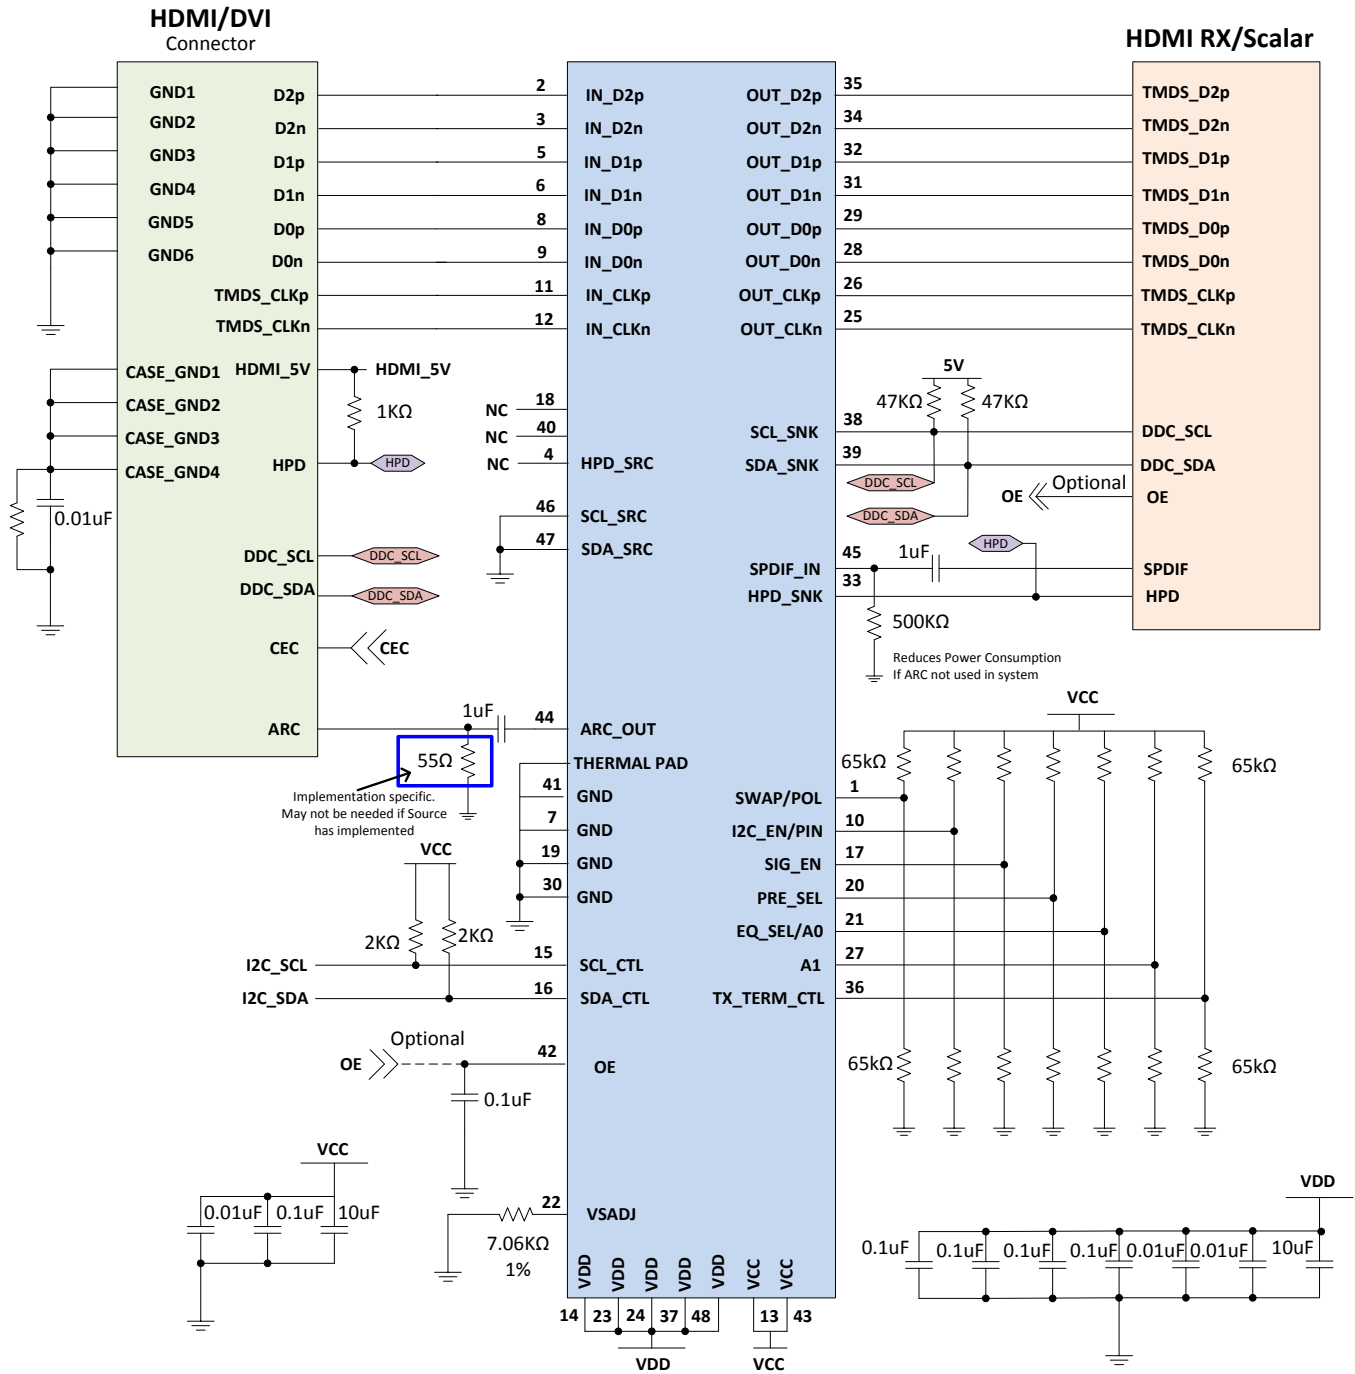 HDMI/DVI
Connector
HDMI RX/Scalar
GND1
GND2
GND3
GND4
GND5
GND6
CASE_GND1
CASE_GND2
CASE_GND3
CASE_GND4
0.01uF
D2p
D2n
D1p
D1n
D0p
D0n
TMDS_CLKp
TMDS_CLKn
HDMI_5V
HPD
DDC_SCL
DDC_SDA
CEC
ARC
HDMI_5V
1KΩ
HPD
DDC_SCL
DDC_SDA
CEC
1uF
55Ω
Implementation specific.
May not be needed if Source
has implemented
VCC
2KΩ
2KΩ
I2C_SCL
I2C_SDA
Optional
OE
0.1uF
VCC
0.01uF
0.1uF
10uF
7.06KΩ
1%
2
3
5
6
8
9
11
12
NC
18
NC
40
NC
4
46
47
44
41
7
19
30
15
16
42
22
IN_D2p
IN_D2n
IN_D1p
IN_D1n
IN_D0p
IN_D0n
IN_CLKp
IN_CLKn
HPD_SRC
SCL_SRC
SDA_SRC
ARC_OUT
THERMAL PAD
GND
GND
GND
GND
SCL_CTL
SDA_CTL
OE
VSADJ
VDD
VDD
VDD
VDD
VDD
VCC
VCC
14
23
24
37
48
13
43
VDD
VCC
OUT_D2p
OUT_D2n
OUT_D1p
OUT_D1n
OUT_D0p
OUT_D0n
OUT_CLKp
OUT_CLKn
SCL_SNK
SDA_SNK
SPDIF_IN
HPD_SNK
SWAP/POL
I2C_EN/PIN
SIG_EN
PRE_SEL
EQ_SEL/A0
A1
TX_TERM_CTL
35
34
32
31
29
28
26
25
38
39
45
33
1
10
17
20
21
27
36
5V
47KΩ
47KΩ
DDC_SCL
DDC_SDA
OE
Optional
HPD
1uF
500KΩ
Reduces Power Consumption
If ARC not used in system
TMDS_D2p
TMDS_D2n
TMDS_D1p
TMDS_D1n
TMDS_D0p
TMDS_D0n
TMDS_CLKp
TMDS_CLKn
DDC_SCL
DDC_SDA
OE
SPDIF
HPD
VCC
65kΩ
65kΩ
65kΩ
65kΩ
VDD
0.1uF
0.1uF
0.1uF
0.1uF
0.01uF
0.01uF
10uF